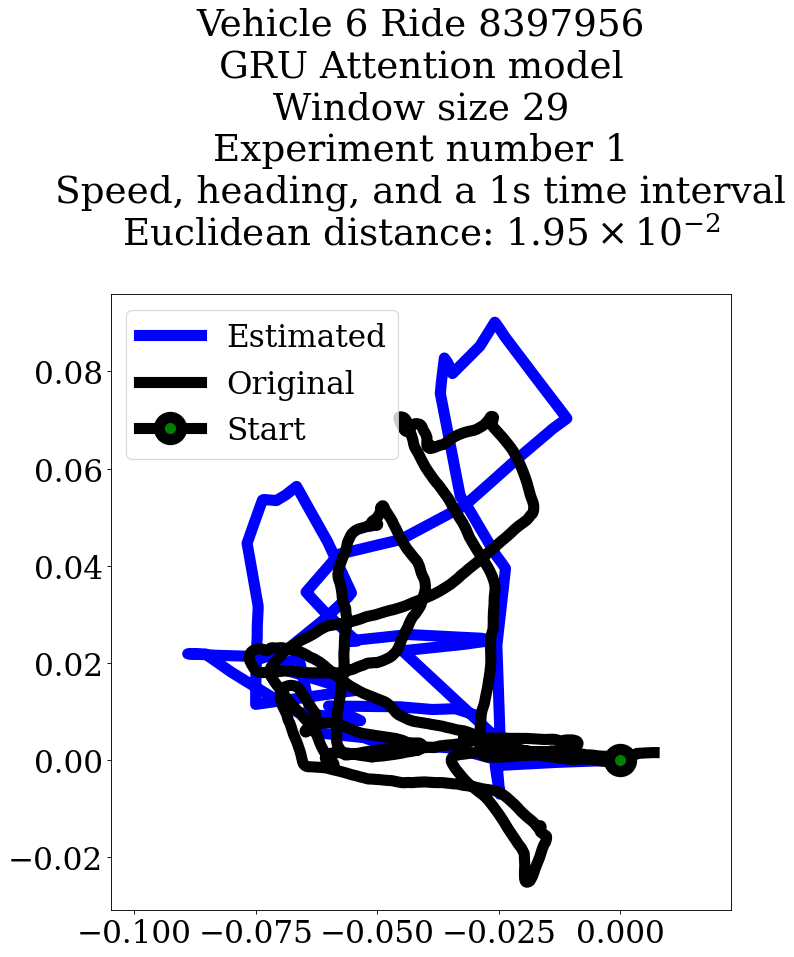 Vehicle 6 Ride 8397956
GRU Attention model
Window size 29
Experiment number 1
Speed, heading, and a 1s time interval
Euclidean distance: 1.95 × 10⁻²
Estimated
Original
Start
0.08
0.06
0.04
0.02
0.00
−0.02
−0.100 −0.075 −0.050 −0.025 0.000